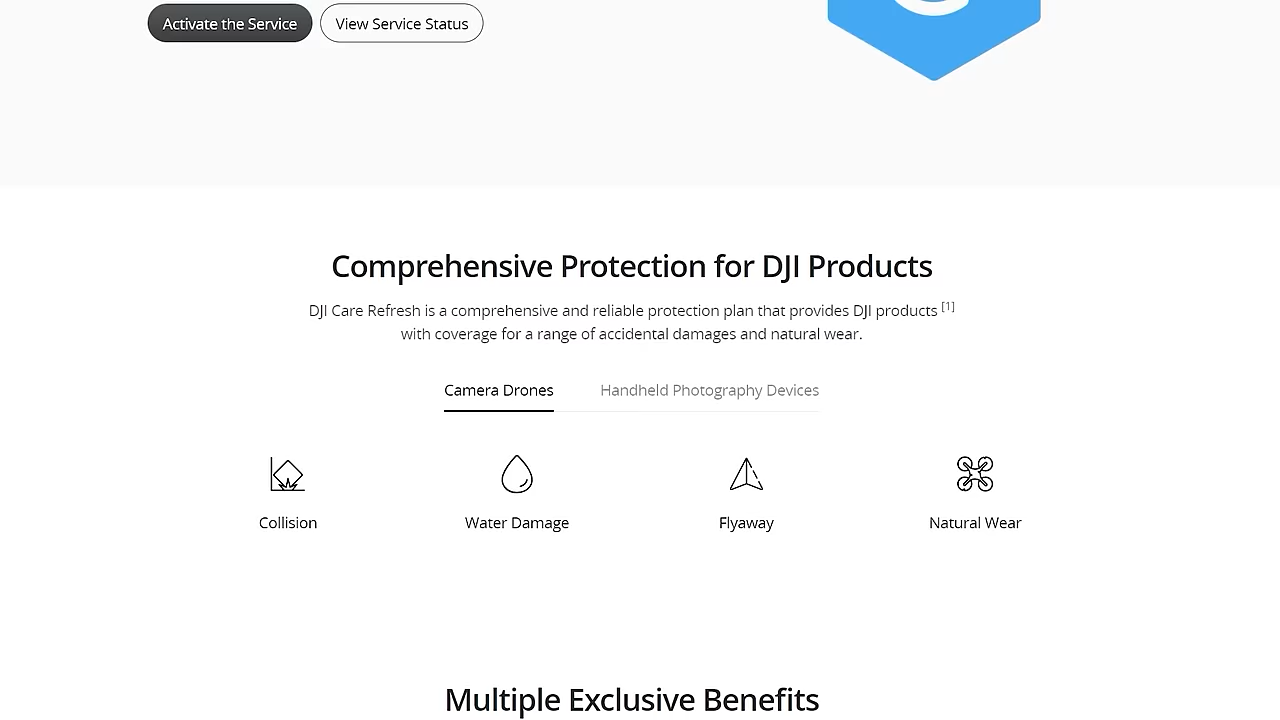 Activate the Service View Service Status
Comprehensive Protection for DJI Products
DJI Care Refresh is a comprehensive and reliable protection plan that provides DJI products [1]
with coverage for a range of accidental damages and natural wear.
Camera Drones Handheld Photography Devices
Collision Water Damage Flyaway Natural Wear
Multiple Exclusive Benefits